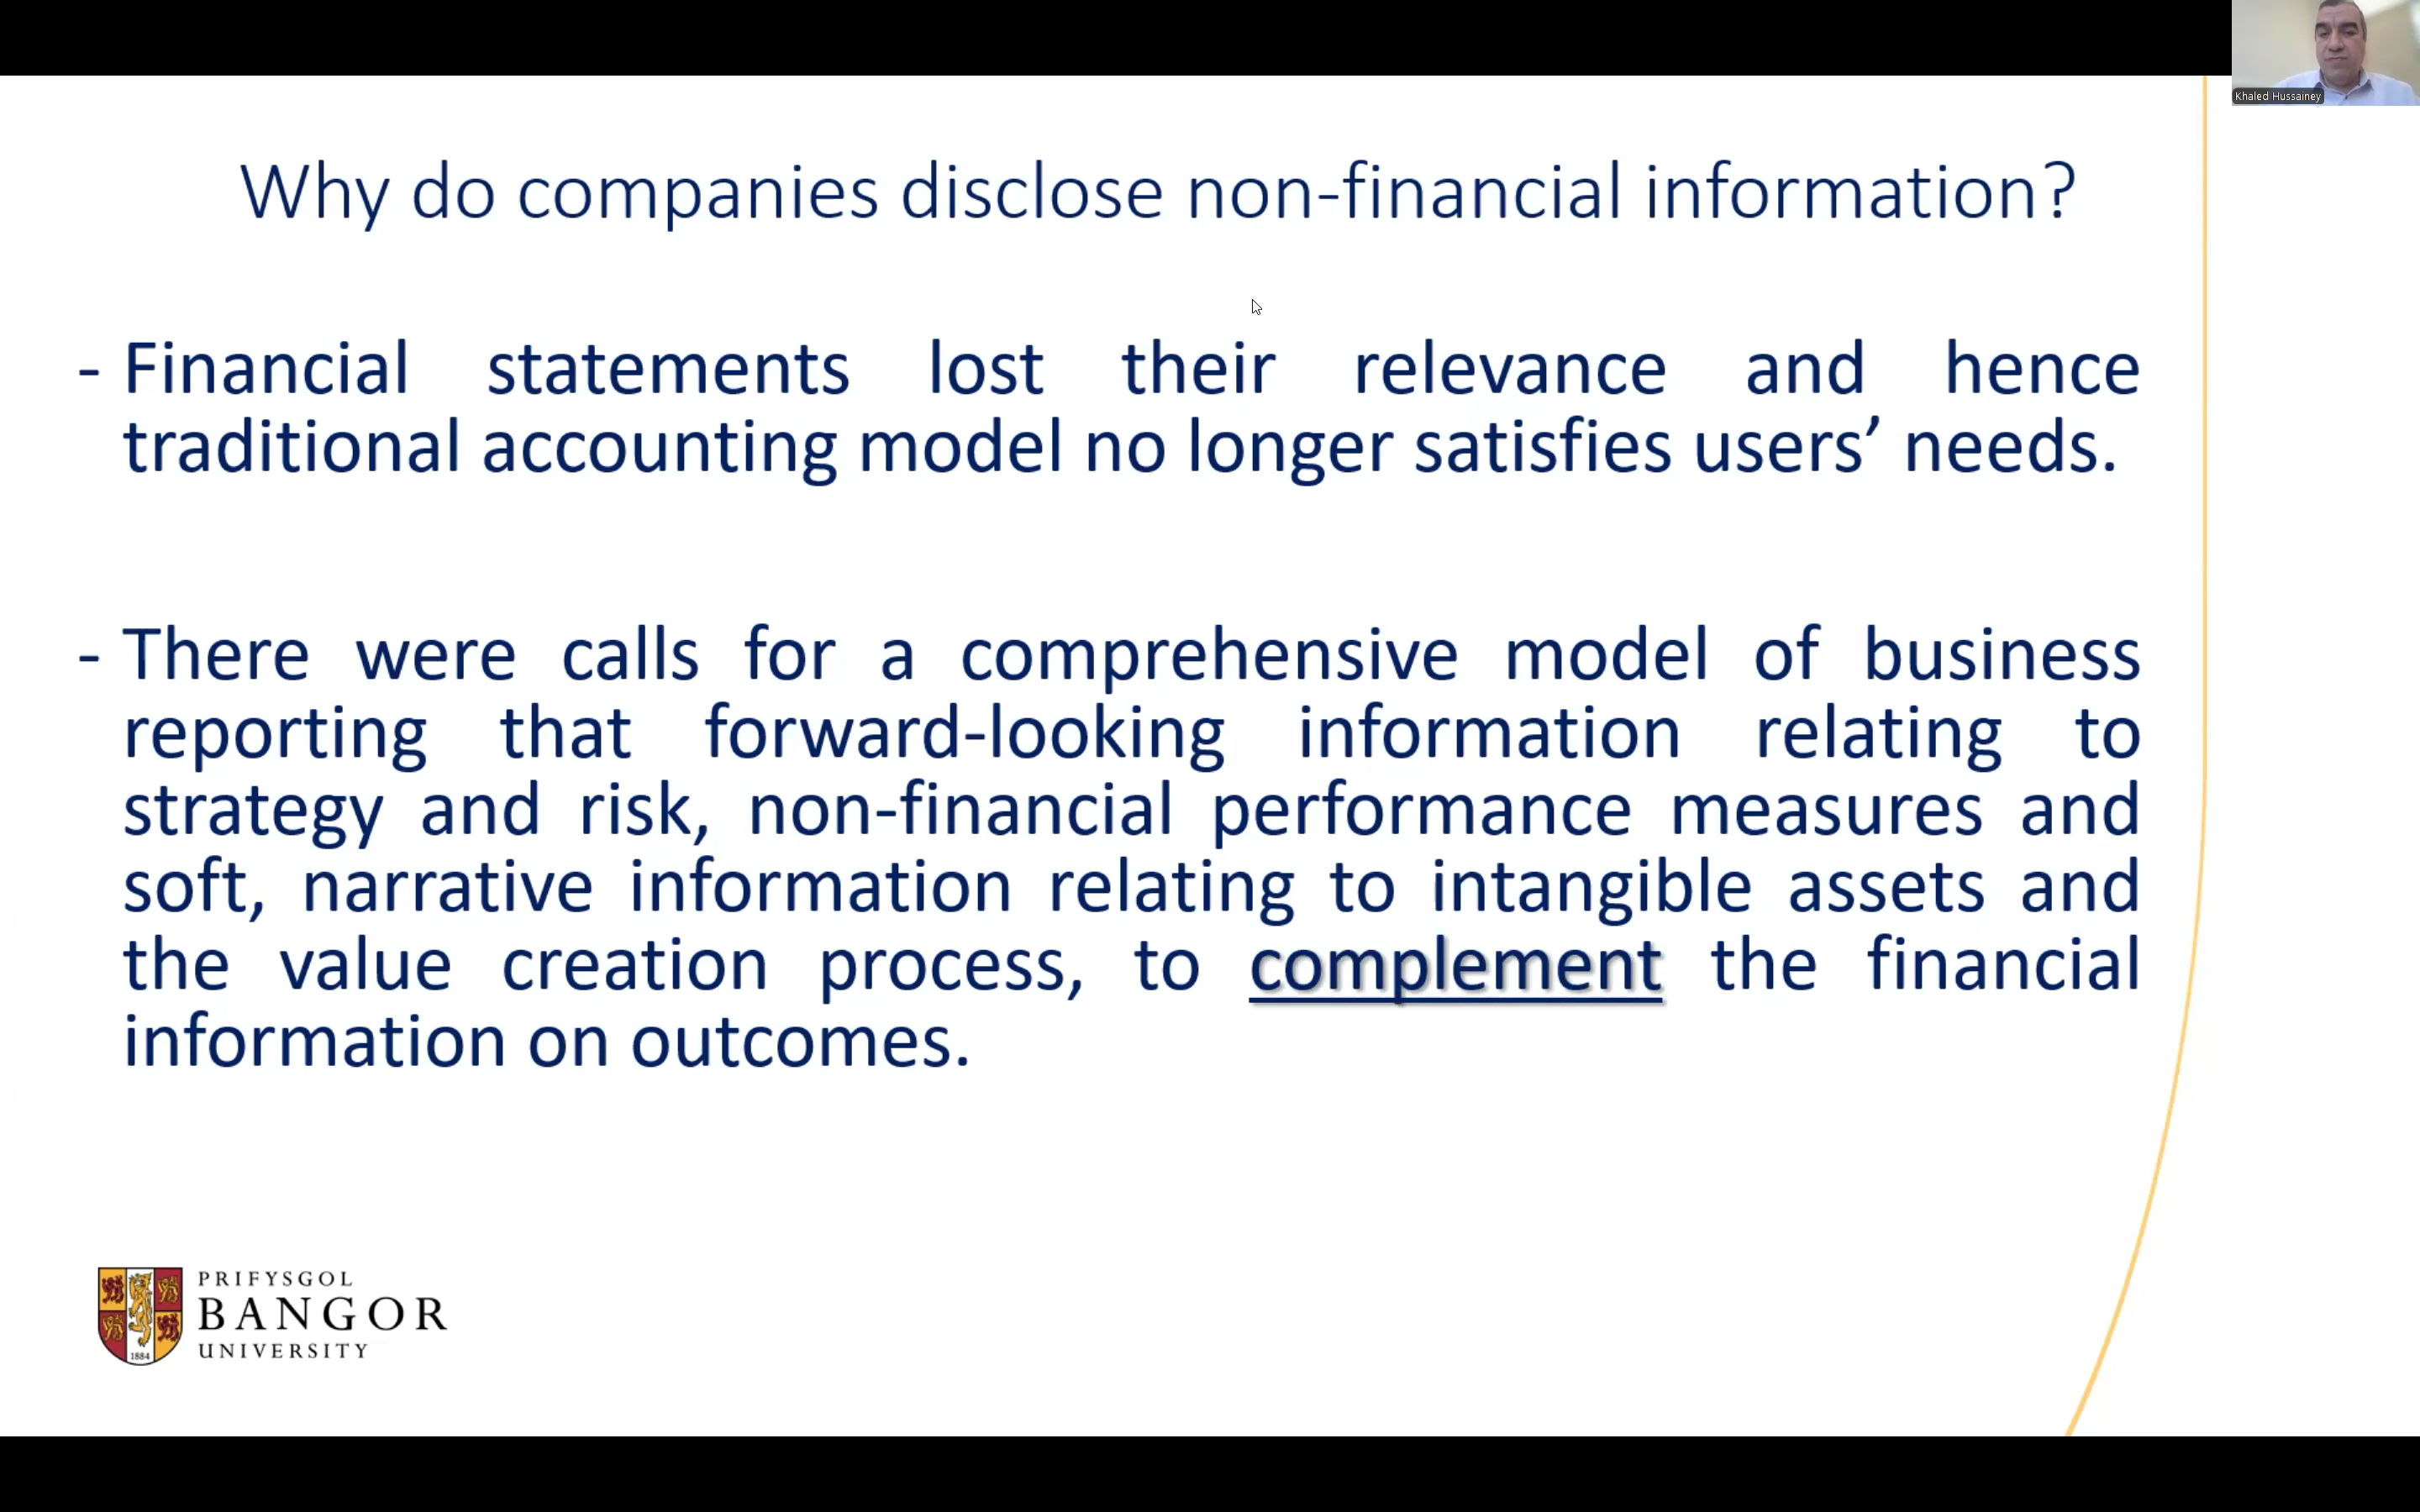 Khaled Hussainey
Why do companies disclose non-financial information?
- Financial statements lost their relevance and hence
traditional accounting model no longer satisfies users’ needs.
- There were calls for a comprehensive model of business
reporting that forward-looking information relating to
strategy and risk, non-financial performance measures and
soft, narrative information relating to intangible assets and
the value creation process, to complement the financial
information on outcomes.
PRIFYSGOL
BANGOR
UNIVERSITY
1884